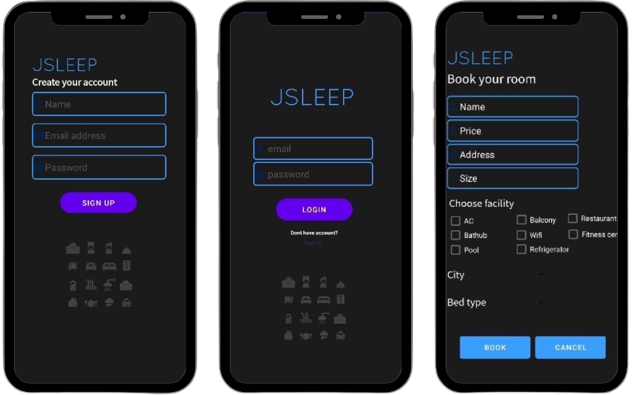 JSLEEP
Create your account
Name
Email address
Password
SIGN UP
JSLEEP
email
password
LOGIN
Dont have account?
JSLEEP
Book your room
Name
Price
Address
Size
Choose facility
AC Balcony Restaurant
Bathub Wifi Fitness cen
Pool Refrigerator
City
Bed type
BOOK CANCEL